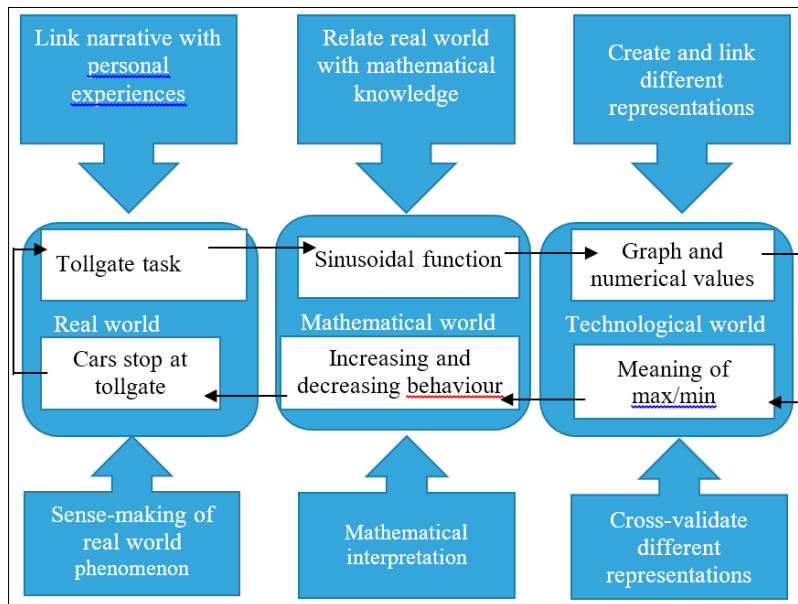 Link narrative with
personal
experiences
Relate real world
with mathematical
knowledge
Create and link
different
representations
Tollgate task
Sinusoidal function
Graph and
numerical values
Real world
Mathematical world
Technological world
Cars stop at
tollgate
Increasing and
decreasing behaviour
Meaning of
max/min
Sense-making of
real world
phenomenon
Mathematical
interpretation
Cross-validate
different
representations